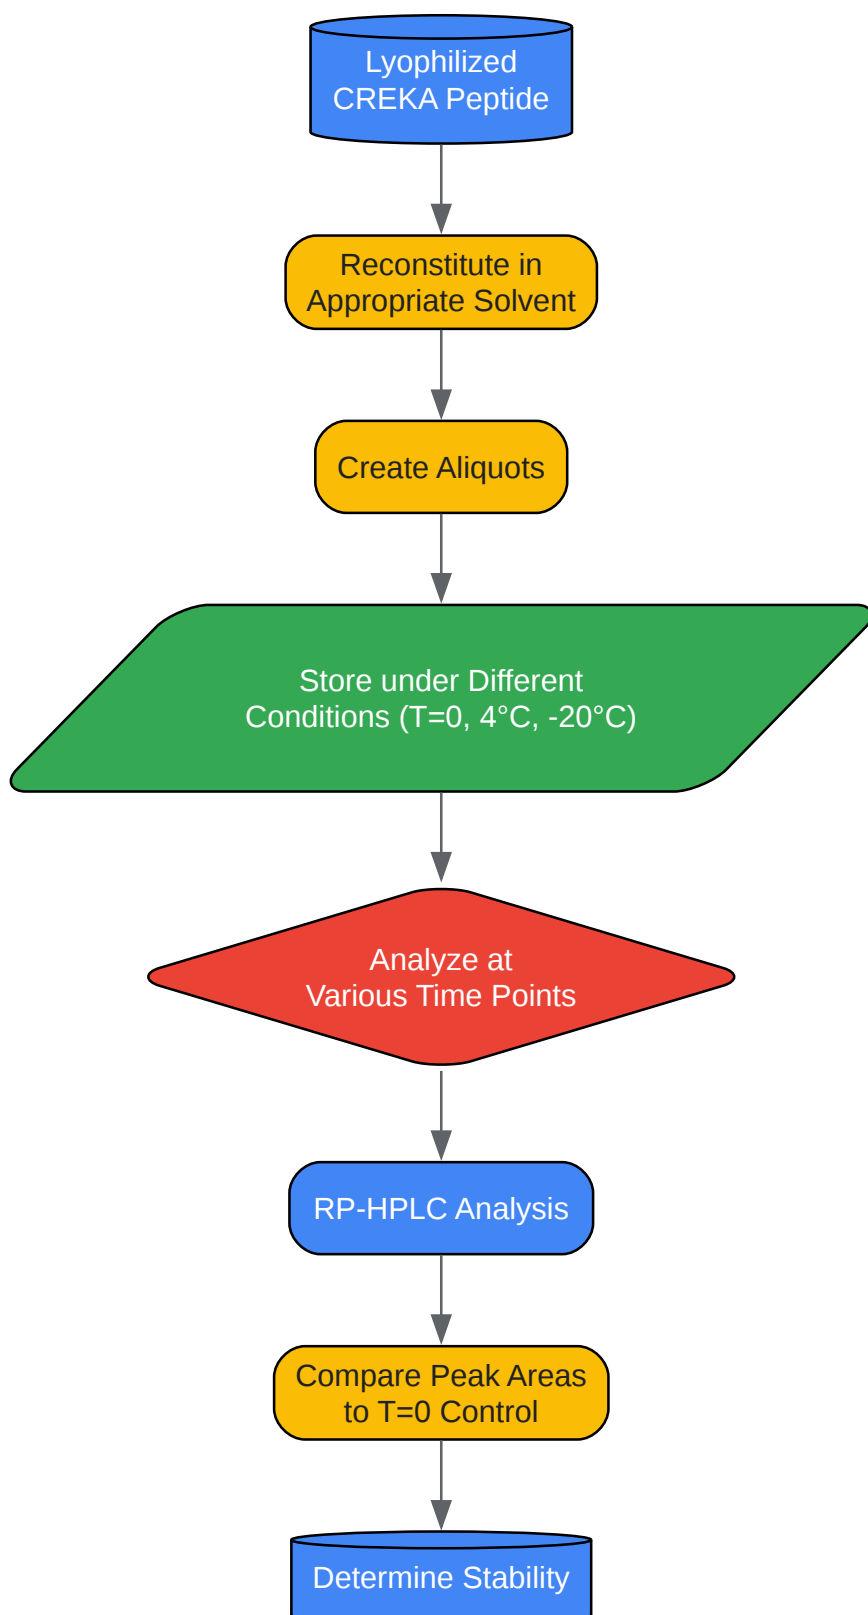 Lyophilized
CREKA Peptide
Reconstitute in
Appropriate Solvent
Create Aliquots
Store under Different
Conditions (T=0, 4°C, -20°C)
Analyze at
Various Time Points
RP-HPLC Analysis
Compare Peak Areas
to T=0 Control
Determine Stability